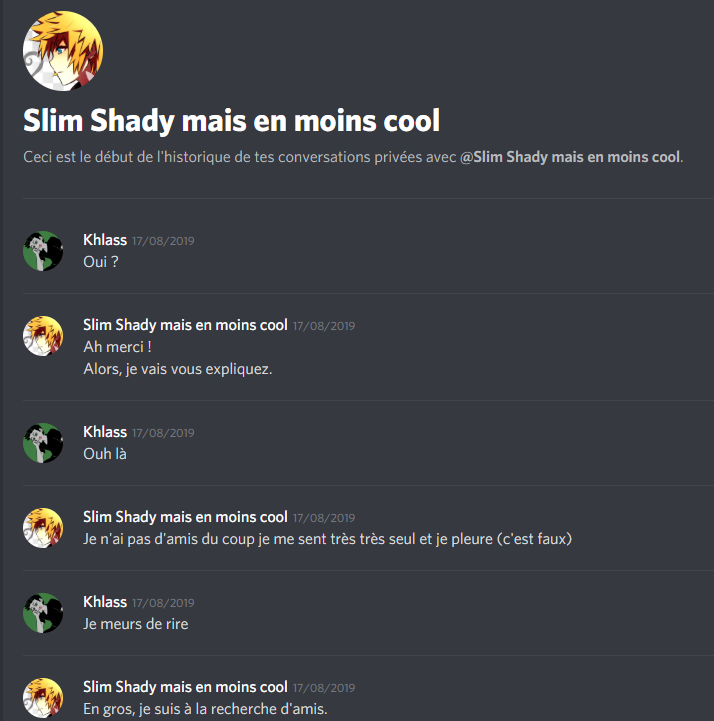 Slim Shady mais en moins cool
Ceci est le début de l'historique de tes conversations privées avec @Slim Shady mais en moins cool.
Khlass 17/08/2019
Oui ?
Slim Shady mais en moins cool 17/08/2019
Ah merci !
Alors, je vais vous expliquez.
Khlass 17/08/2019
Ouh là
Slim Shady mais en moins cool 17/08/2019
Je n'ai pas d'amis du coup je me sent très très seul et je pleure (c'est faux)
Khlass 17/08/2019
Je meurs de rire
Slim Shady mais en moins cool 17/08/2019
En gros, je suis à la recherche d'amis.